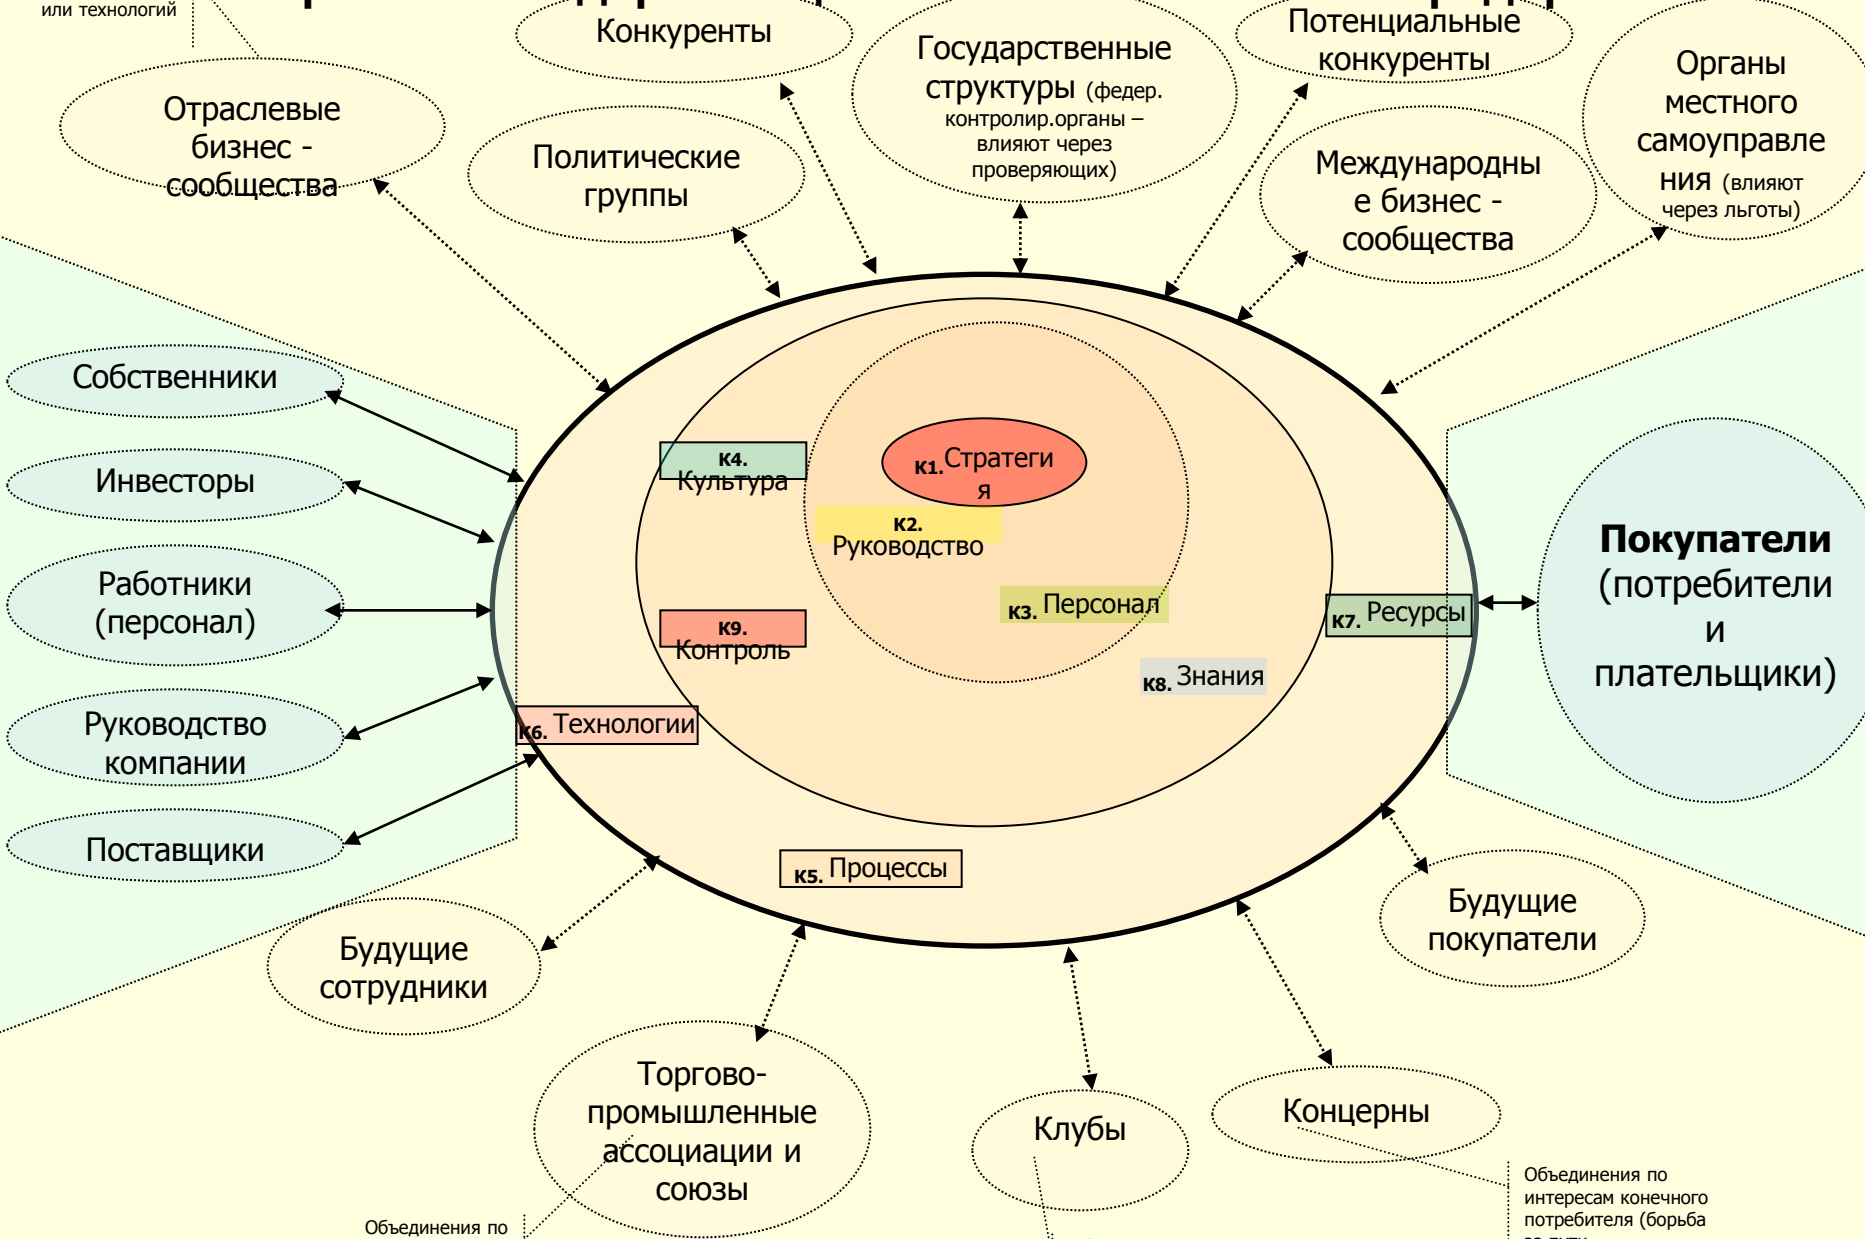 или технологий
Конкуренты
Потенциальные
конкуренты
Государственные
структуры (федер.
контролир.органы –
влияют через
проверяющих)
Органы
местного
самоуправле
ния (влияют
через льготы)
Отраслевые
бизнес -
сообщества
Политические
группы
Международны
е бизнес -
сообщества
Собственники
Инвесторы
Работники
(персонал)
Руководство
компании
Поставщики
К4.
Культура
К1. Стратеги
я
К2.
Руководство
К3. Персонал
К9.
Контроль
К7. Ресурсы
К8. Знания
К6. Технологии
К5. Процессы
Покупатели
(потребители
и
плательщики)
Будущие
сотрудники
Будущие
покупатели
Торгово-
промышленные
ассоциации и
союзы
Клубы
Концерны
Объединения по
Объединения по
интересам конечного
потребителя (борьба